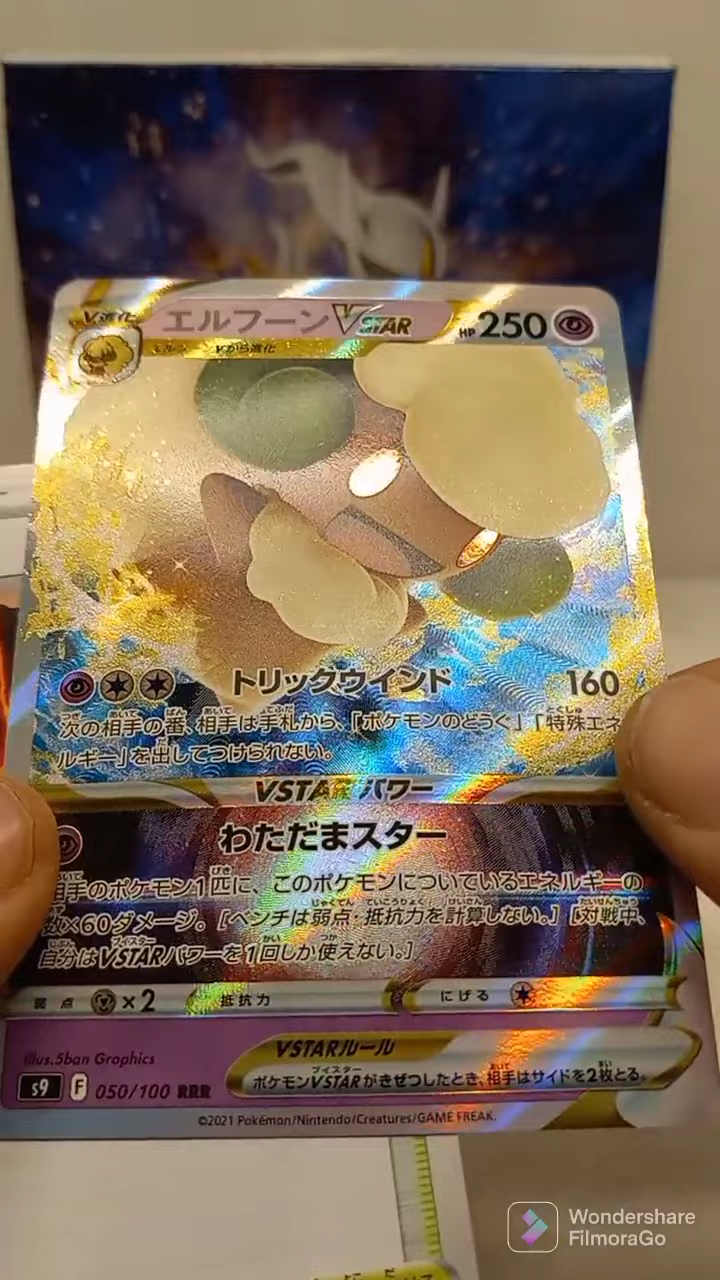 V進化
エルフーンVSTAR
HP 250
Vから進化
トリックウインド 160
次の相手の番、相手は手札から、「ポケモンのどうぐ」「特殊エネ
ルギー」を出してつけられない。
VSTARパワー
わただまスター
手のポケモン1匹に、このポケモンについているエネルギーの
×60ダメージ。[ベンチは弱点・抵抗力を計算しない。][対戦中、
自分はVSTARパワーを1回しか使えない。]
弱点 ×2 抵抗力 にげる
illus.5ban Graphics
VSTARルール
S9 F 050/100 RRR
ポケモンVSTARがきぜつしたとき、相手はサイドを2枚とる。
©2021 Pokémon/Nintendo/Creatures/GAME FREAK.
Wondershare
FilmoraGo